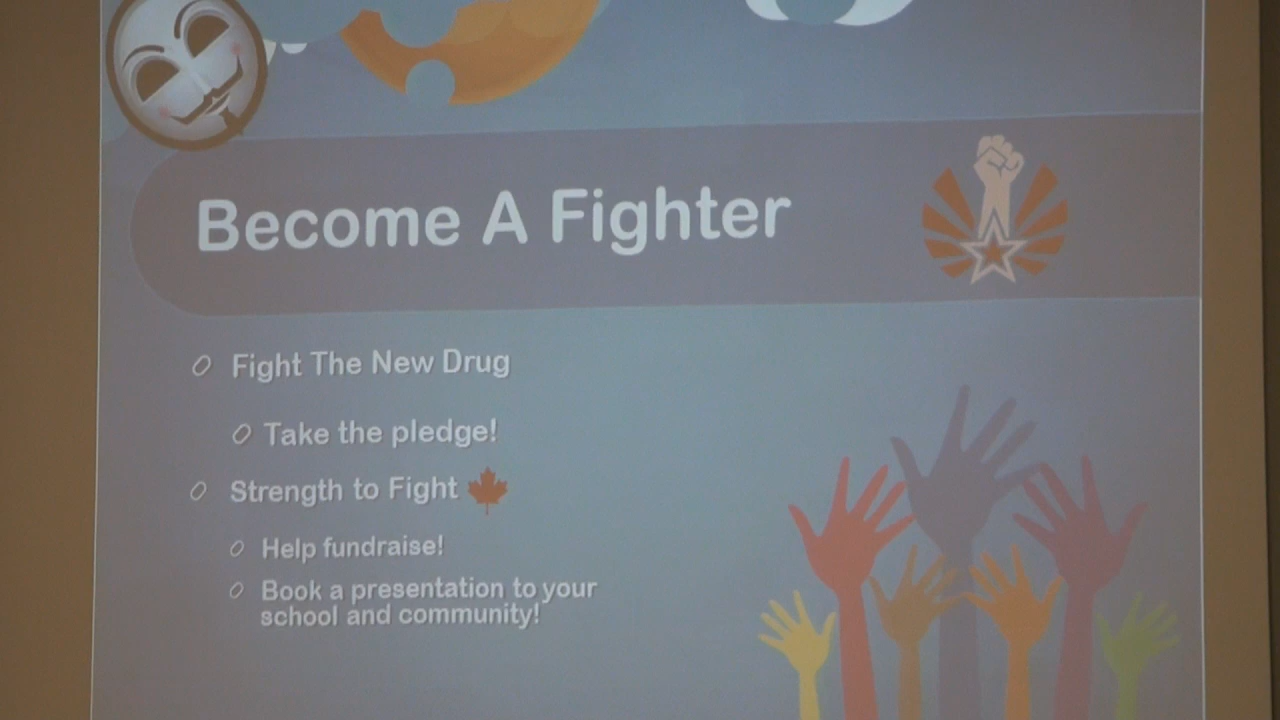 Become A Fighter
Fight The New Drug
Take the pledge!
Strength to Fight
Help fundraise!
Book a presentation to your
school and community!